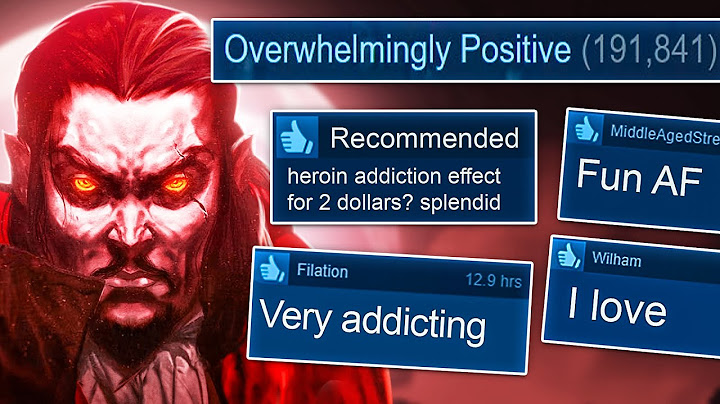 Overwhelmingly Positive (191,841)
Recommended
heroin addiction effect
for 2 dollars? splendid
MiddleAgedStre
Fun AF
Filation 12.9 hrs
Very addicting
Wilham
I love